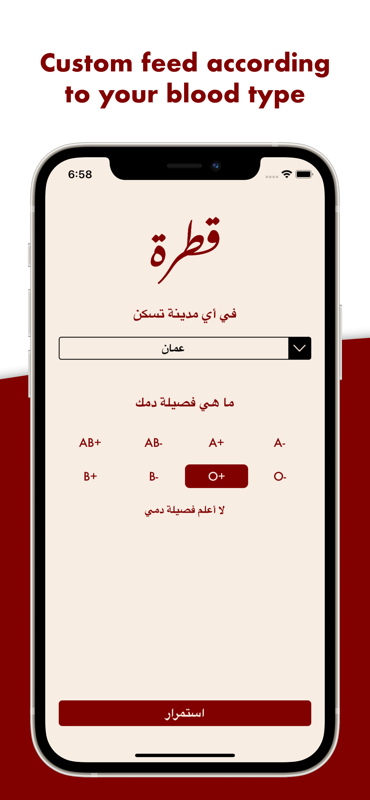 Custom feed according
to your blood type
6:58
قطرة
في أي مدينة تسكن
عمان
ما هي فصيلة دمك
AB+ AB- A+ A-
B+ B- O+ O-
لا أعلم فصيلة دمي
استمرار